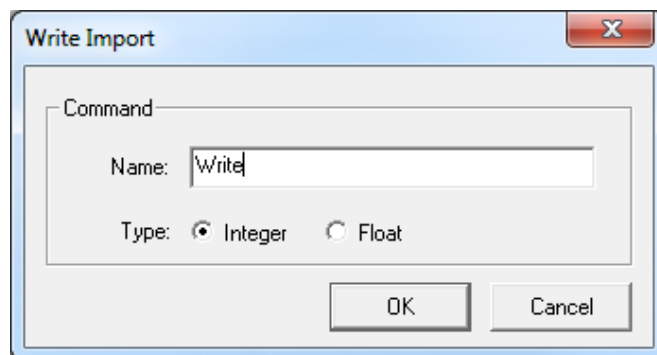 Write Import
Command
Name: Write
Type: Integer Float
OK Cancel